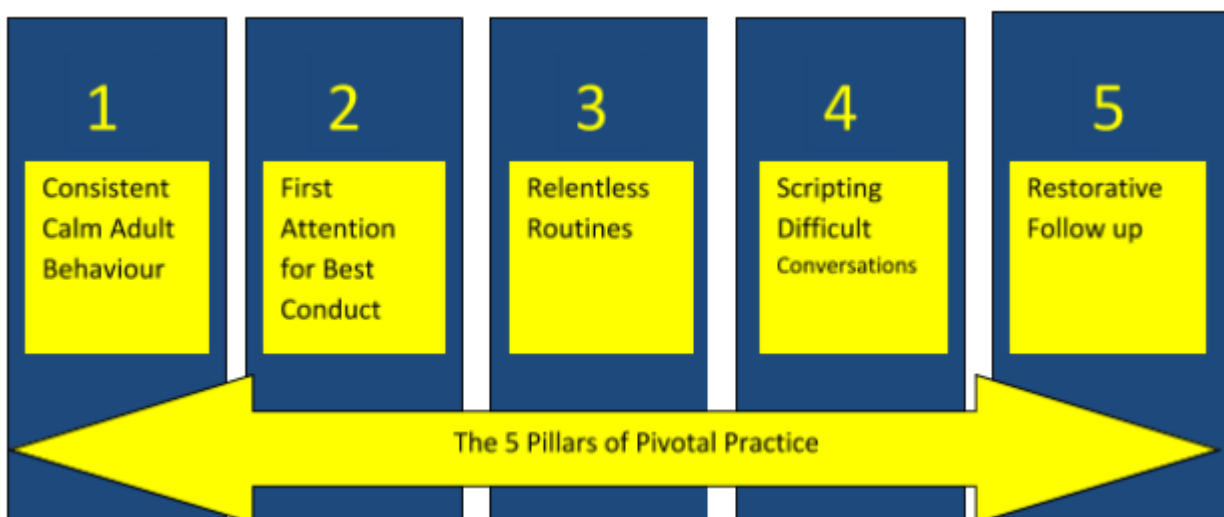 1
Consistent
Calm Adult
Behaviour
2
First
Attention
for Best
Conduct
3
Relentless
Routines
4
Scripting
Difficult
Conversations
5
Restorative
Follow up
The 5 Pillars of Pivotal Practice